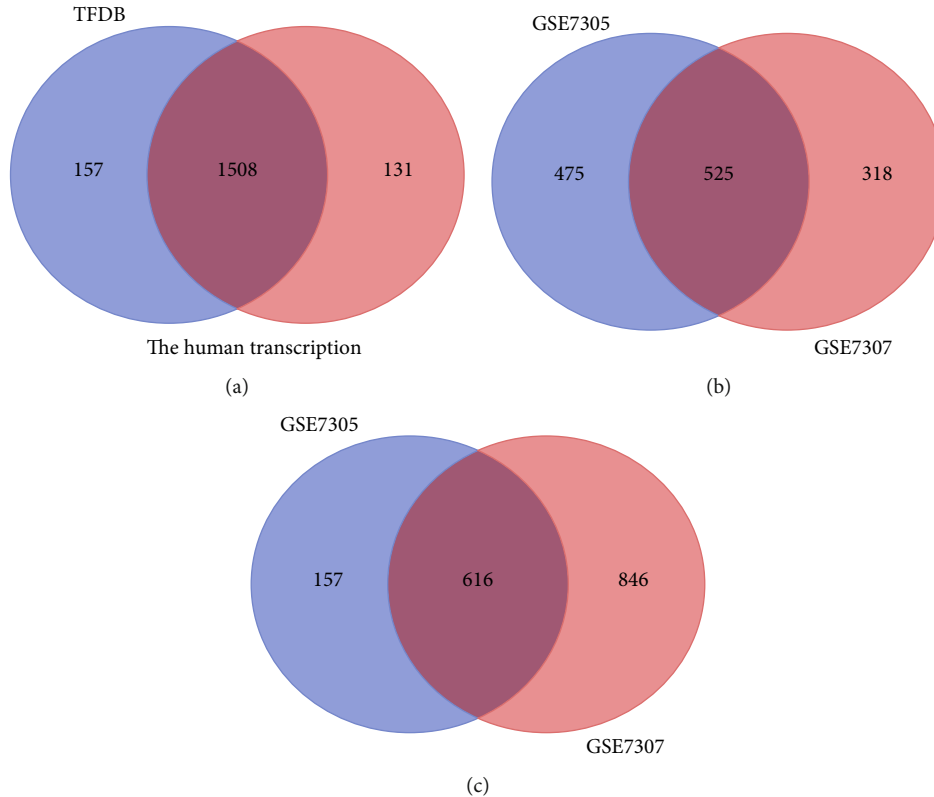 TFDB
157
1508
131
The human transcription
(a)
GSE7305
475
525
318
GSE7307
(b)
GSE7305
157
616
846
GSE7307
(c)